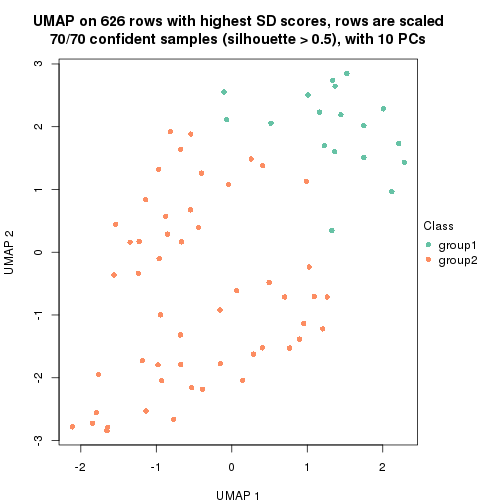 UMAP on 626 rows with highest SD scores, rows are scaled
70/70 confident samples (silhouette > 0.5), with 10 PCs
3
2
1
0
-1
-2
-3
UMAP 2
-2
-1
0
1
2
UMAP 1
Class
group1
group2